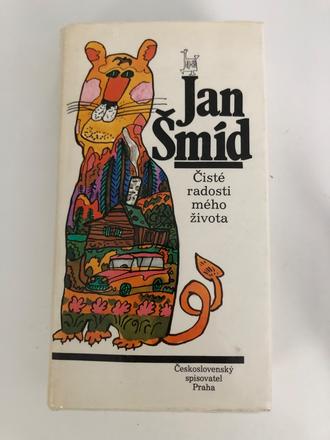 Jan
Šmíd
Čisté
radosti
mého
života
Československý
spisovatel
Praha